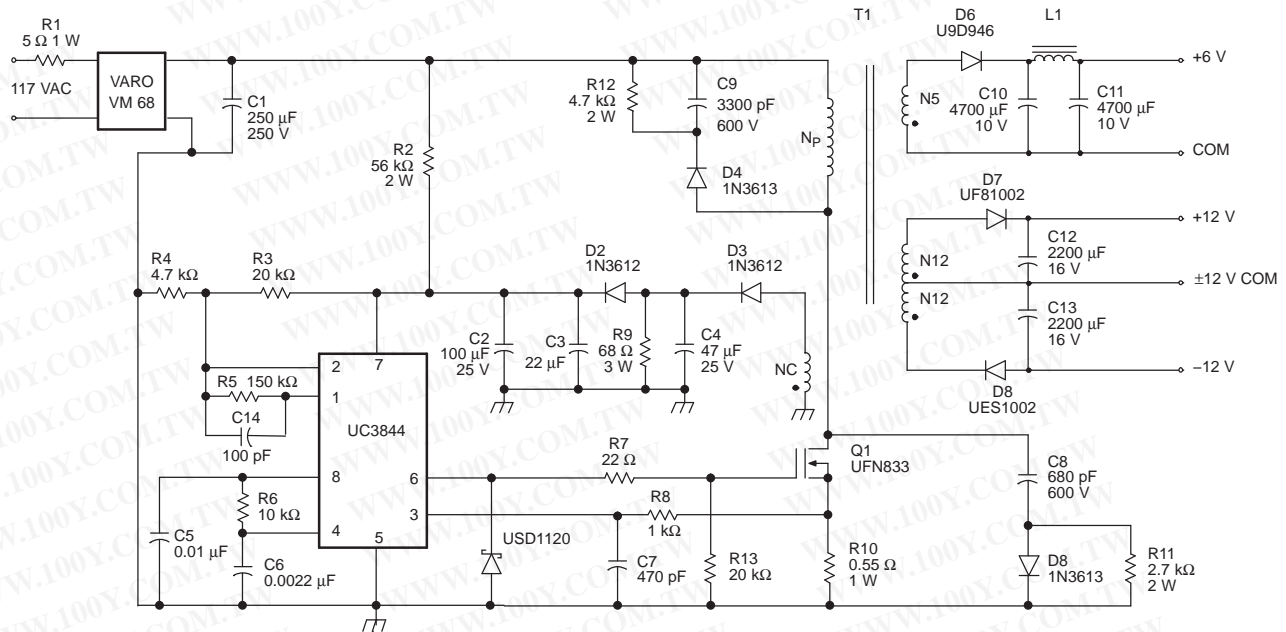 R1
5 Ω 1 W
117 VAC
VARO
VM 68
C1
250 μF
250 V
R2
56 kΩ
2 W
R12
4.7 kΩ
2 W
C9
3300 pF
600 V
D4
1N3613
NP
T1
N5
D6
U9D946
L1
C10
4700 μF
10 V
C11
4700 μF
10 V
+6 V
COM
D7
UF81002
N12
N12
C12
2200 μF
16 V
C13
2200 μF
16 V
D8
UES1002
+12 V
±12 V COM
−12 V
R4
4.7 kΩ
R3
20 kΩ
D2
1N3612
D3
1N3612
C2
100 μF
25 V
C3
22 μF
R9
68 Ω
3 W
C4
47 μF
25 V
NC
R5 150 kΩ
C14
100 pF
UC3844
7
2
1
8
4
5
6
3
R6
10 kΩ
C5
0.01 μF
C6
0.0022 μF
USD1120
R7
22 Ω
R8
1 kΩ
C7
470 pF
R13
20 kΩ
Q1
UFN833
R10
0.55 Ω
1 W
C8
680 pF
600 V
D8
1N3613
R11
2.7 kΩ
2 W
WWW.100Y.COM.TW